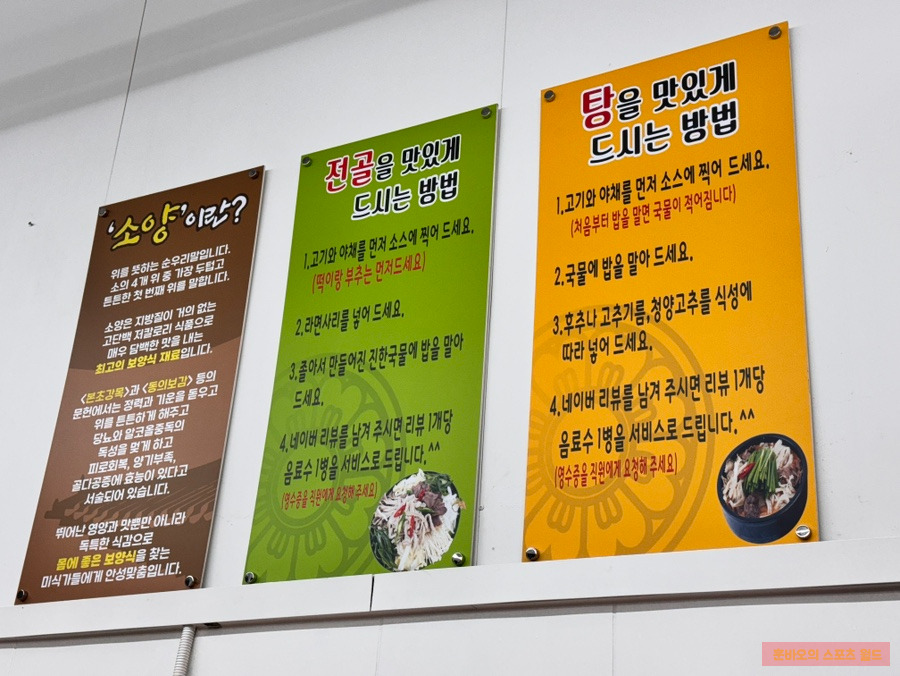 '소양'이란?
위를 뜻하는 순우리말입니다.
소의 4개 위 중 가장 두텁고
튼튼한 첫 번째 위를 말합니다.
소양은 지방질이 거의 없는
고단백 저칼로리 식품으로
매우 담백한 맛을 내는
최고의 보양식 재료입니다.
<본초강목>과 <동의보감> 등의
문헌에서는 정력과 기운을 돋우고
위를 튼튼하게 해주고
당뇨와 알코올중독의
독성을 멎게 하고
피로회복, 양기부족,
골다공증에 효능이 있다고
서술되어 있습니다.
뛰어난 영양과 맛뿐만 아니라
독특한 식감으로
몸에 좋은 보양식을 찾는
미식가들에게 안성맞춤입니다.
전골을 맛있게
드시는 방법
1.고기와 야채를 먼저 소스에 찍어 드세요.
(떡이랑 부추는 먼저드세요)
2.라면사리를 넣어 드세요.
3.졸아서 만들어진 진한국물에 밥을 말아
드세요.
4.네이버 리뷰를 남겨 주시면 리뷰 1개당
음료수 1병을 서비스로 드립니다.^^
(영수증을 직원에게 요청해 주세요)
탕을 맛있게
드시는 방법
1.고기와 야채를 먼저 소스에 찍어 드세요.
(처음부터 밥을 말면 국물이 적어집니다)
2.국물에 밥을 말아 드세요.
3.후추나 고추기름,청양고추를 식성에
따라 넣어 드세요.
4.네이버 리뷰를 남겨 주시면 리뷰 1개당
음료수 1병을 서비스로 드립니다.^^
(영수증을 직원에게 요청해 주세요)
쭌바오의 스포츠 월드